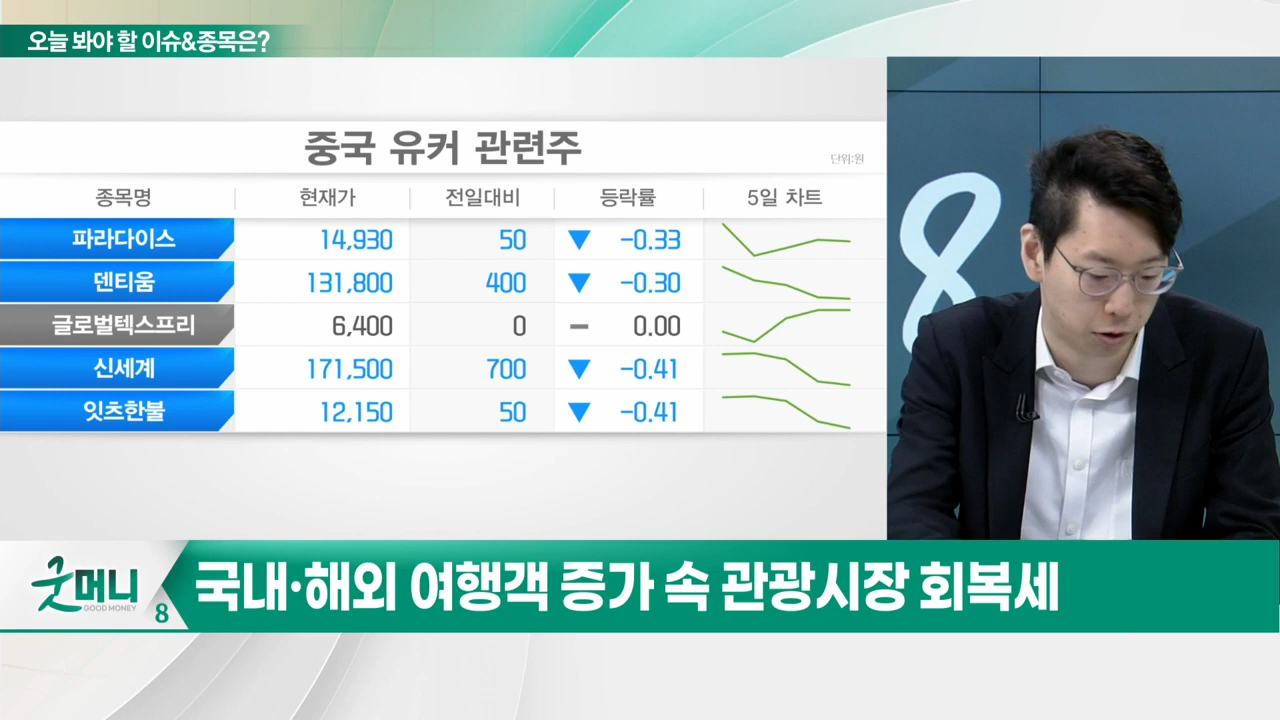 오늘 봐야 할 이슈&종목은?
중국 유커 관련주
단위:원
종목명 현재가 전일대비 등락률 5일 차트
파라다이스 14,930 50 ▼ -0.33
덴티움 131,800 400 ▼ -0.30
글로벌텍스프리 6,400 0 - 0.00
신세계 171,500 700 ▼ -0.41
잇츠한불 12,150 50 ▼ -0.41
8
굿머니
GOOD MONEY
8
국내·해외 여행객 증가 속 관광시장 회복세